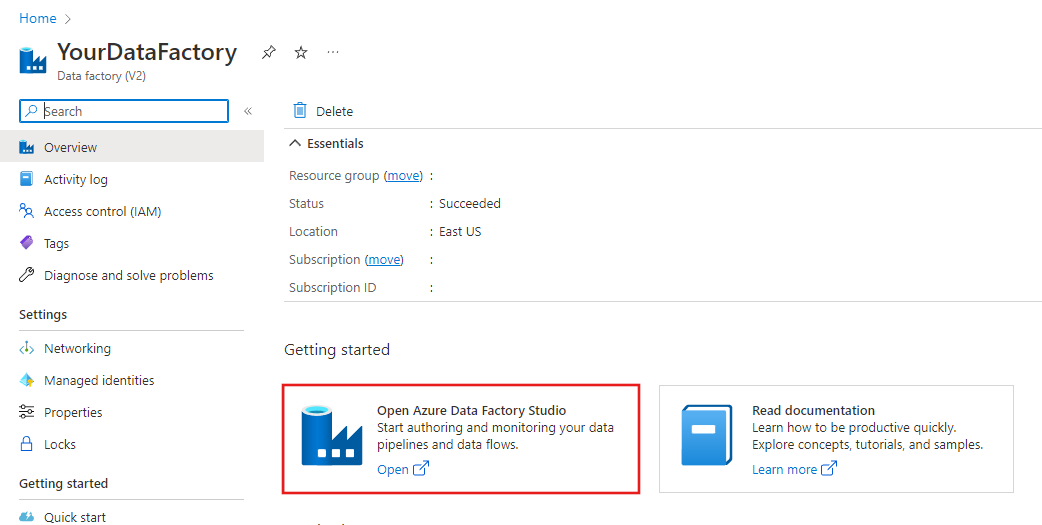 Home
YourDataFactory
Data factory (V2)
Search
Overview
Activity log
Access control (IAM)
Tags
Diagnose and solve problems
Settings
Networking
Managed identities
Properties
Locks
Getting started
Quick start
Delete
Essentials
Resource group (move) :
Status : Succeeded
Location : East US
Subscription (move) :
Subscription ID :
Getting started
Open Azure Data Factory Studio
Start authoring and monitoring your data
pipelines and data flows.
Open
Read documentation
Learn how to be productive quickly.
Explore concepts, tutorials, and samples.
Learn more